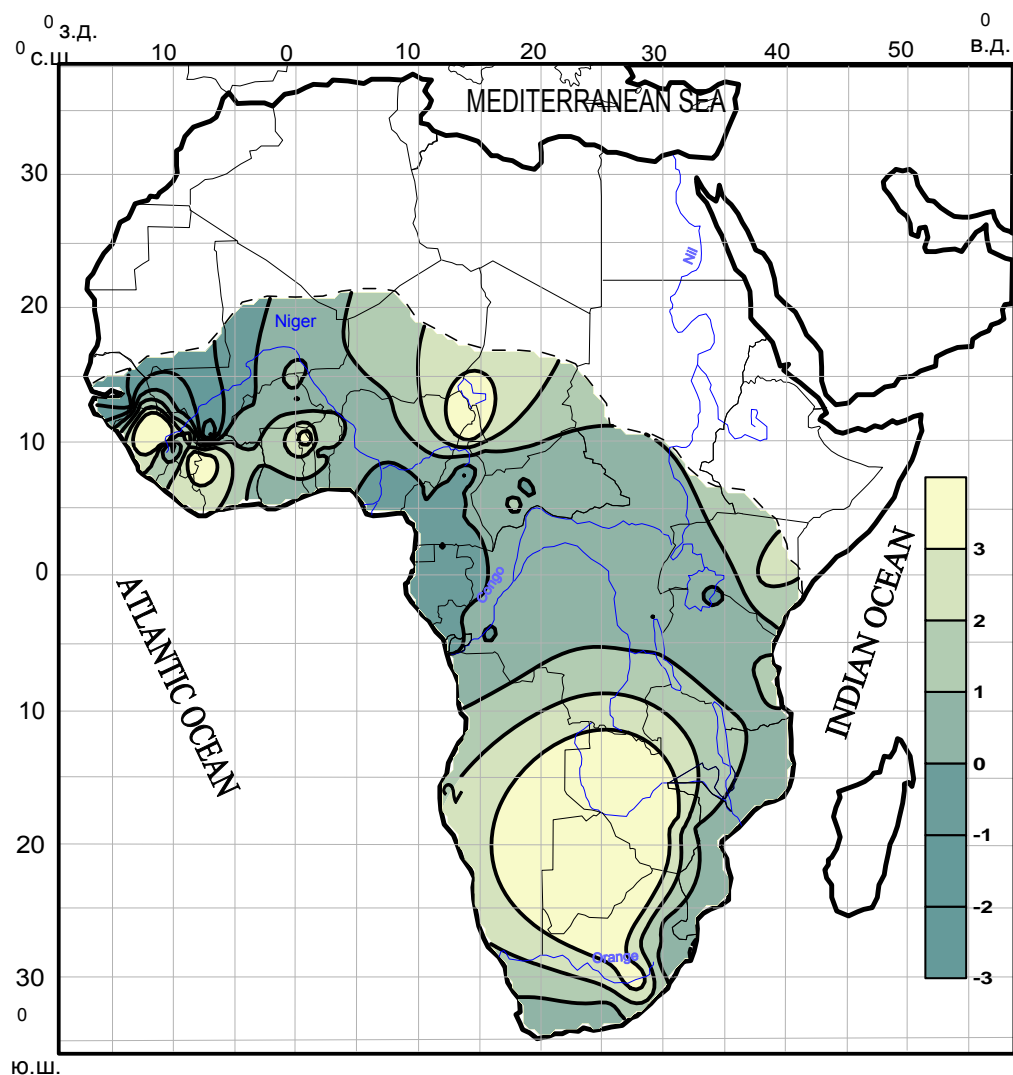 0 з.д.
0 с.ш
10 0 10 20 30 40 50
0
в.д.
MEDITERRANEAN SEA
30
Nil
20
Niger
10
0
Congo
ATLANTIC OCEAN
INDIAN OCEAN
3
2
1
0
-1
-2
-3
10
2
20
Orange
30
0
ю.ш.